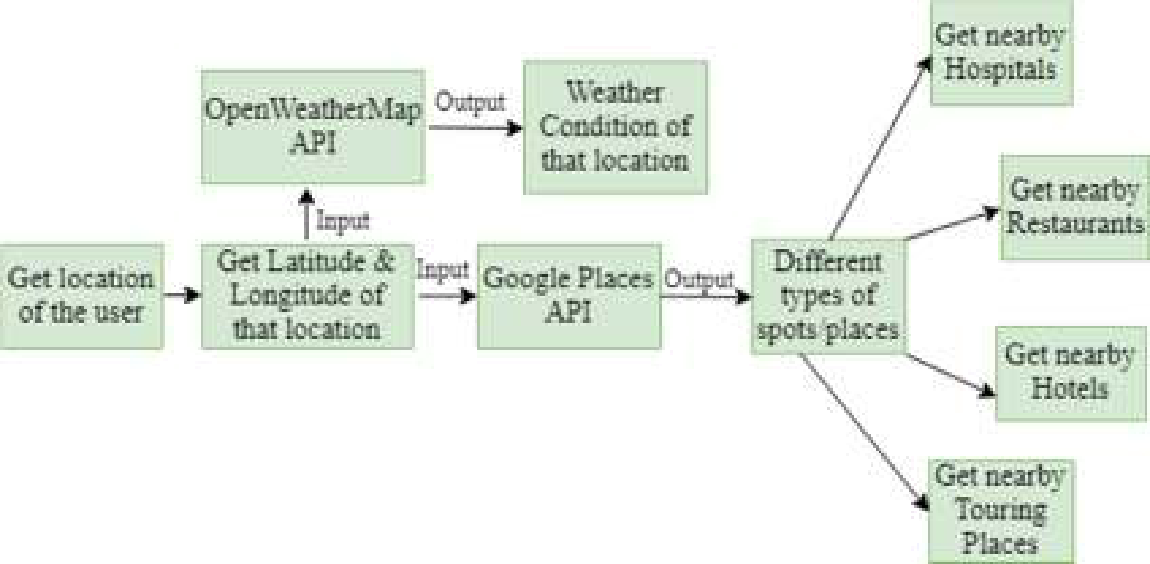 Get location
of the user
Get Latitude &
Longitude of
that location
Input
OpenWeatherMap
API
Output
Weather
Condition of
that location
Input
Google Places
API
Output
Different
types of
spots/places
Get nearby
Hospitals
Get nearby
Restaurants
Get nearby
Hotels
Get nearby
Touring
Places